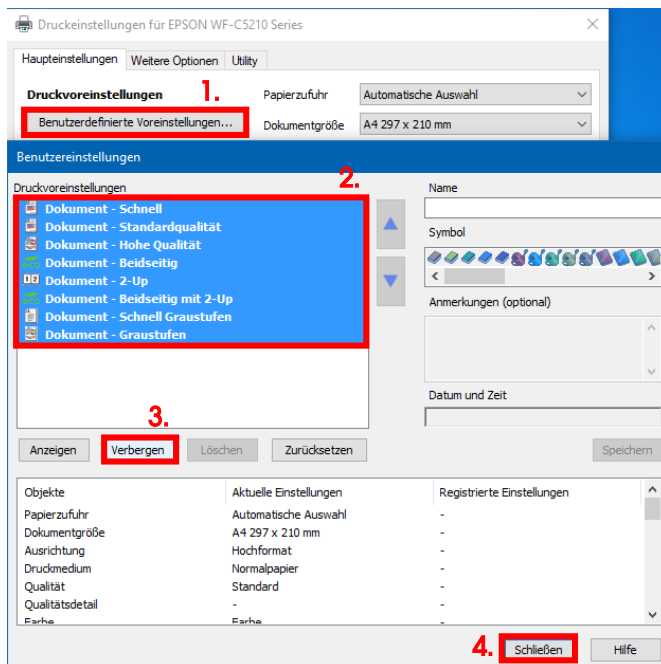 Druckeinstellungen für EPSON WF-C5210 Series
Haupteinstellungen Weitere Optionen Utility
1.
Druckvoreinstellungen Papierzufuhr Automatische Auswahl
Benutzerdefinierte Voreinstellungen... Dokumentgröße A4 297 x 210 mm
Benutzereinstellungen
2.
Druckvoreinstellungen Name
Dokument - Schnell
Dokument - Standardqualität
Symbol
Dokument - Hohe Qualität
Dokument - Beidseitig
12 Dokument - 2-Up
Dokument - Beidseitig mit 2-Up
Anmerkungen (optional)
Dokument - Schnell Graustufen
Dokument - Graustufen
Datum und Zeit
3.
Anzeigen Verbergen Löschen Zurücksetzen Speichern
Objekte Aktuelle Einstellungen Registrierte Einstellungen
Papierzufuhr Automatische Auswahl -
Dokumentgröße A4 297 x 210 mm -
Ausrichtung Hochformat -
Druckmedium Normalpapier -
Qualität Standard -
Qualitätsdetail - -
Farbe Farbe -
4. Schließen Hilfe